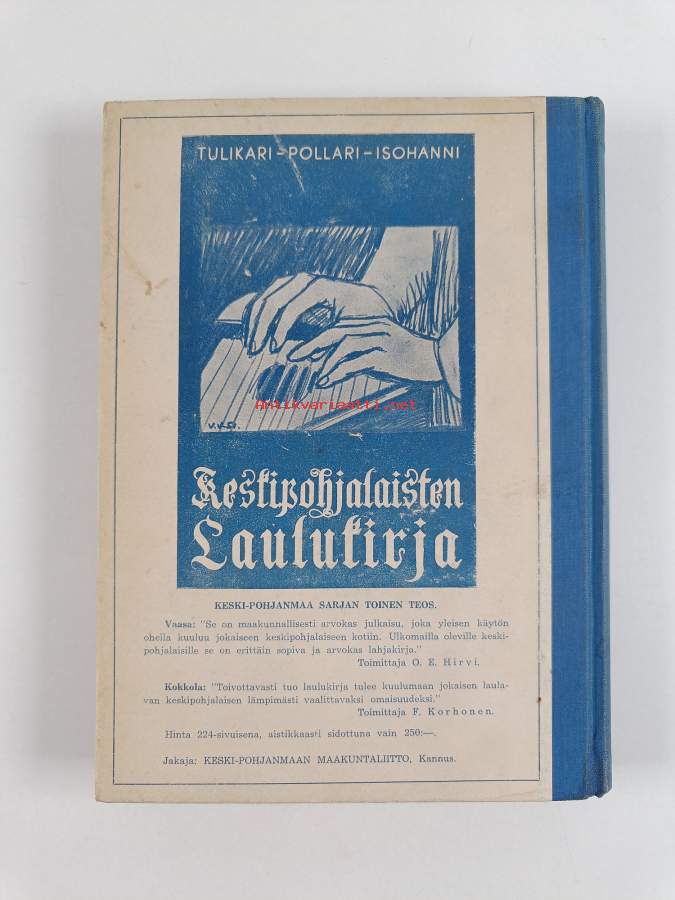 TULIKARI-POLLARI-ISOHANNI
Antikvariaatti.net
V.K.O.
Keskipohjalaisten
Laulukirja
KESKI-POHJANMAA SARJAN TOINEN TEOS.
Vaasa: "Se on maakunnallisesti arvokas julkaisu, joka yleisen käytön
ohella kuuluu jokaiseen keskipohjalaiseen kotiin. Ulkomailla oleville keski-
pohjalaisille se on erittäin sopiva ja arvokas lahjakirja."
Toimittaja O. E. Hirvi.
Kokkola: "Toivottavasti tuo laulukirja tulee kuulumaan jokaisen laula-
van keskipohjalaisen lämpimästi vaalittavaksi omaisuudeksi."
Toimittaja F. Korhonen.
Hinta 224-sivuisena, aistikkaasti sidottuna vain 250:—.
Jakaja: KESKI-POHJANMAAN MAAKUNTALIITTO, Kannus.